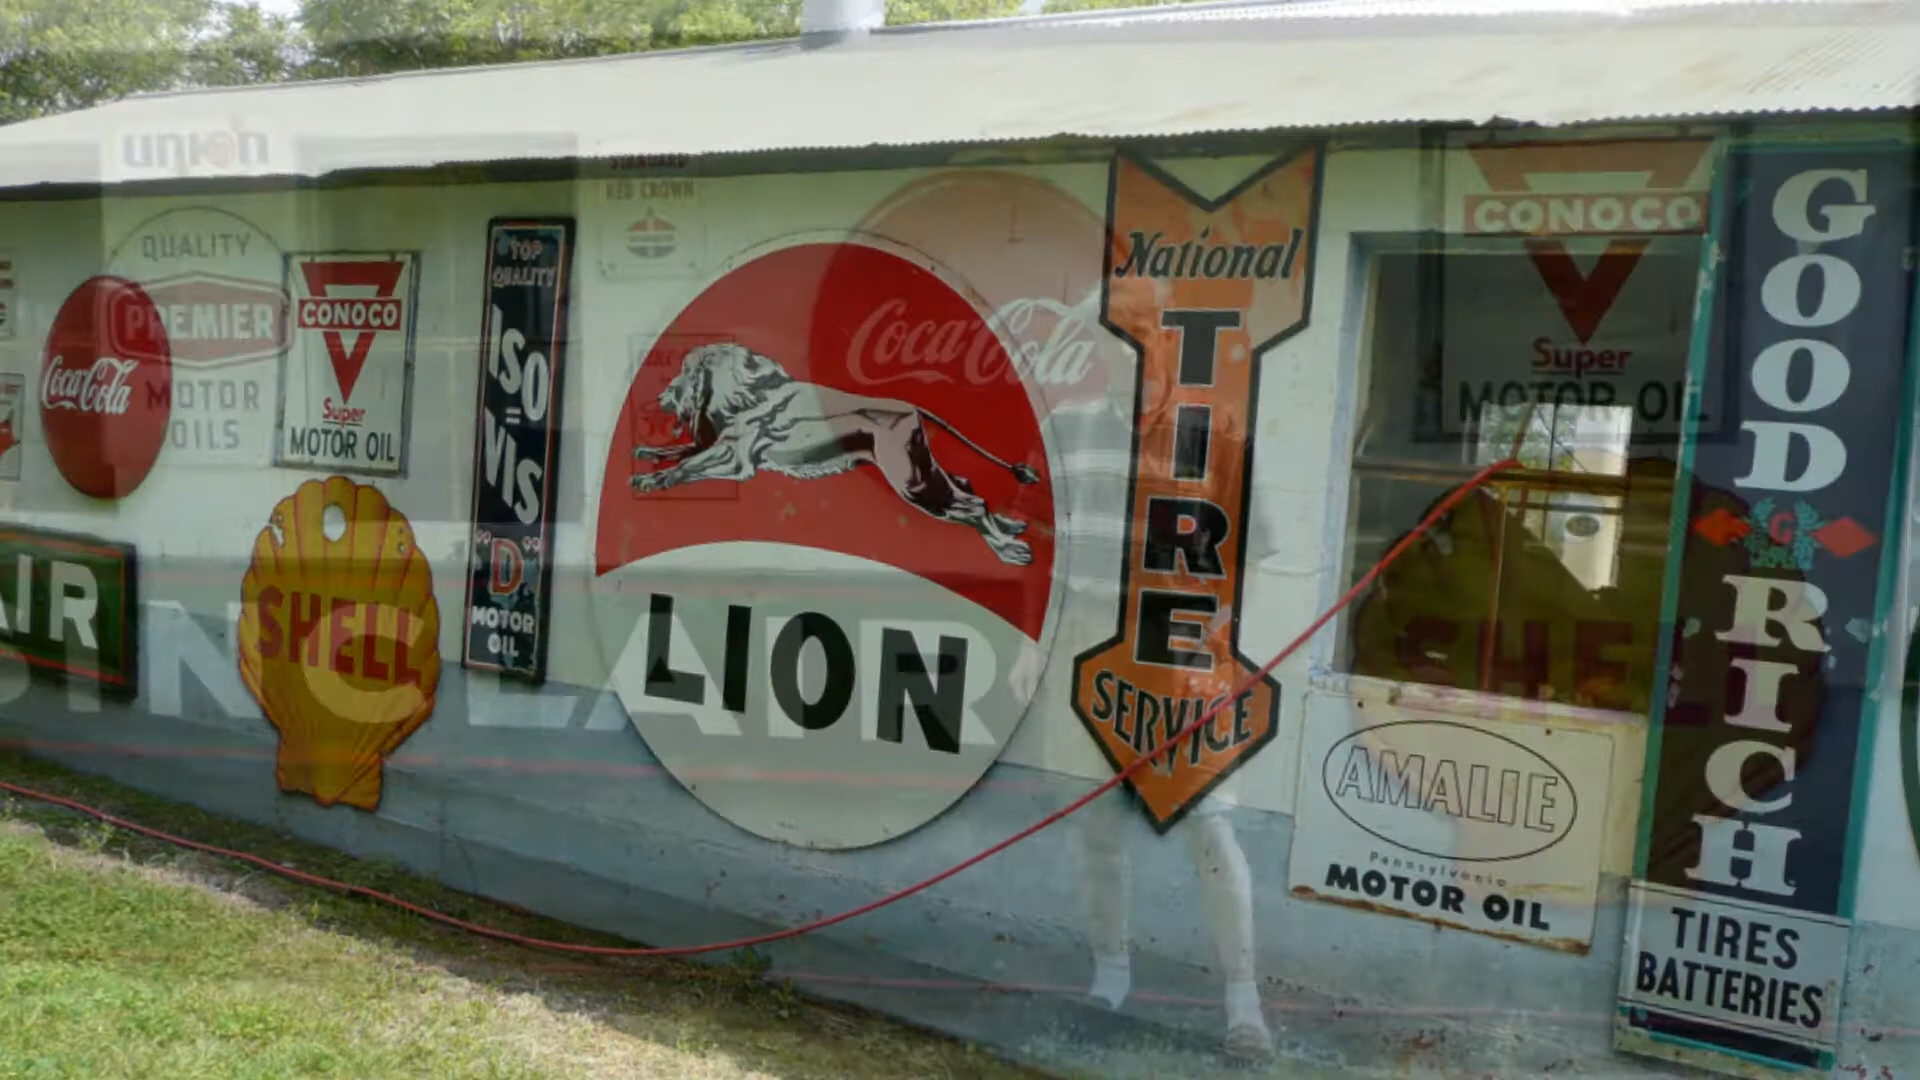 union
STANDARD
RED CROWN
QUALITY
PREMIER
MOTOR
OILS
Coca-Cola
CONOCO
Super
MOTOR OIL
TOP
QUALITY
ISO
=
VIS
"D"
MOTOR
OIL
Coca-Cola
LION
National
TIRE
SERVICE
CONOCO
Super
MOTOR OIL
GOOD
G
RICH
TIRES
BATTERIES
AIR
SHELL
SINCLAIR
SHELL
AMALIE
Pennsylvania
MOTOR OIL